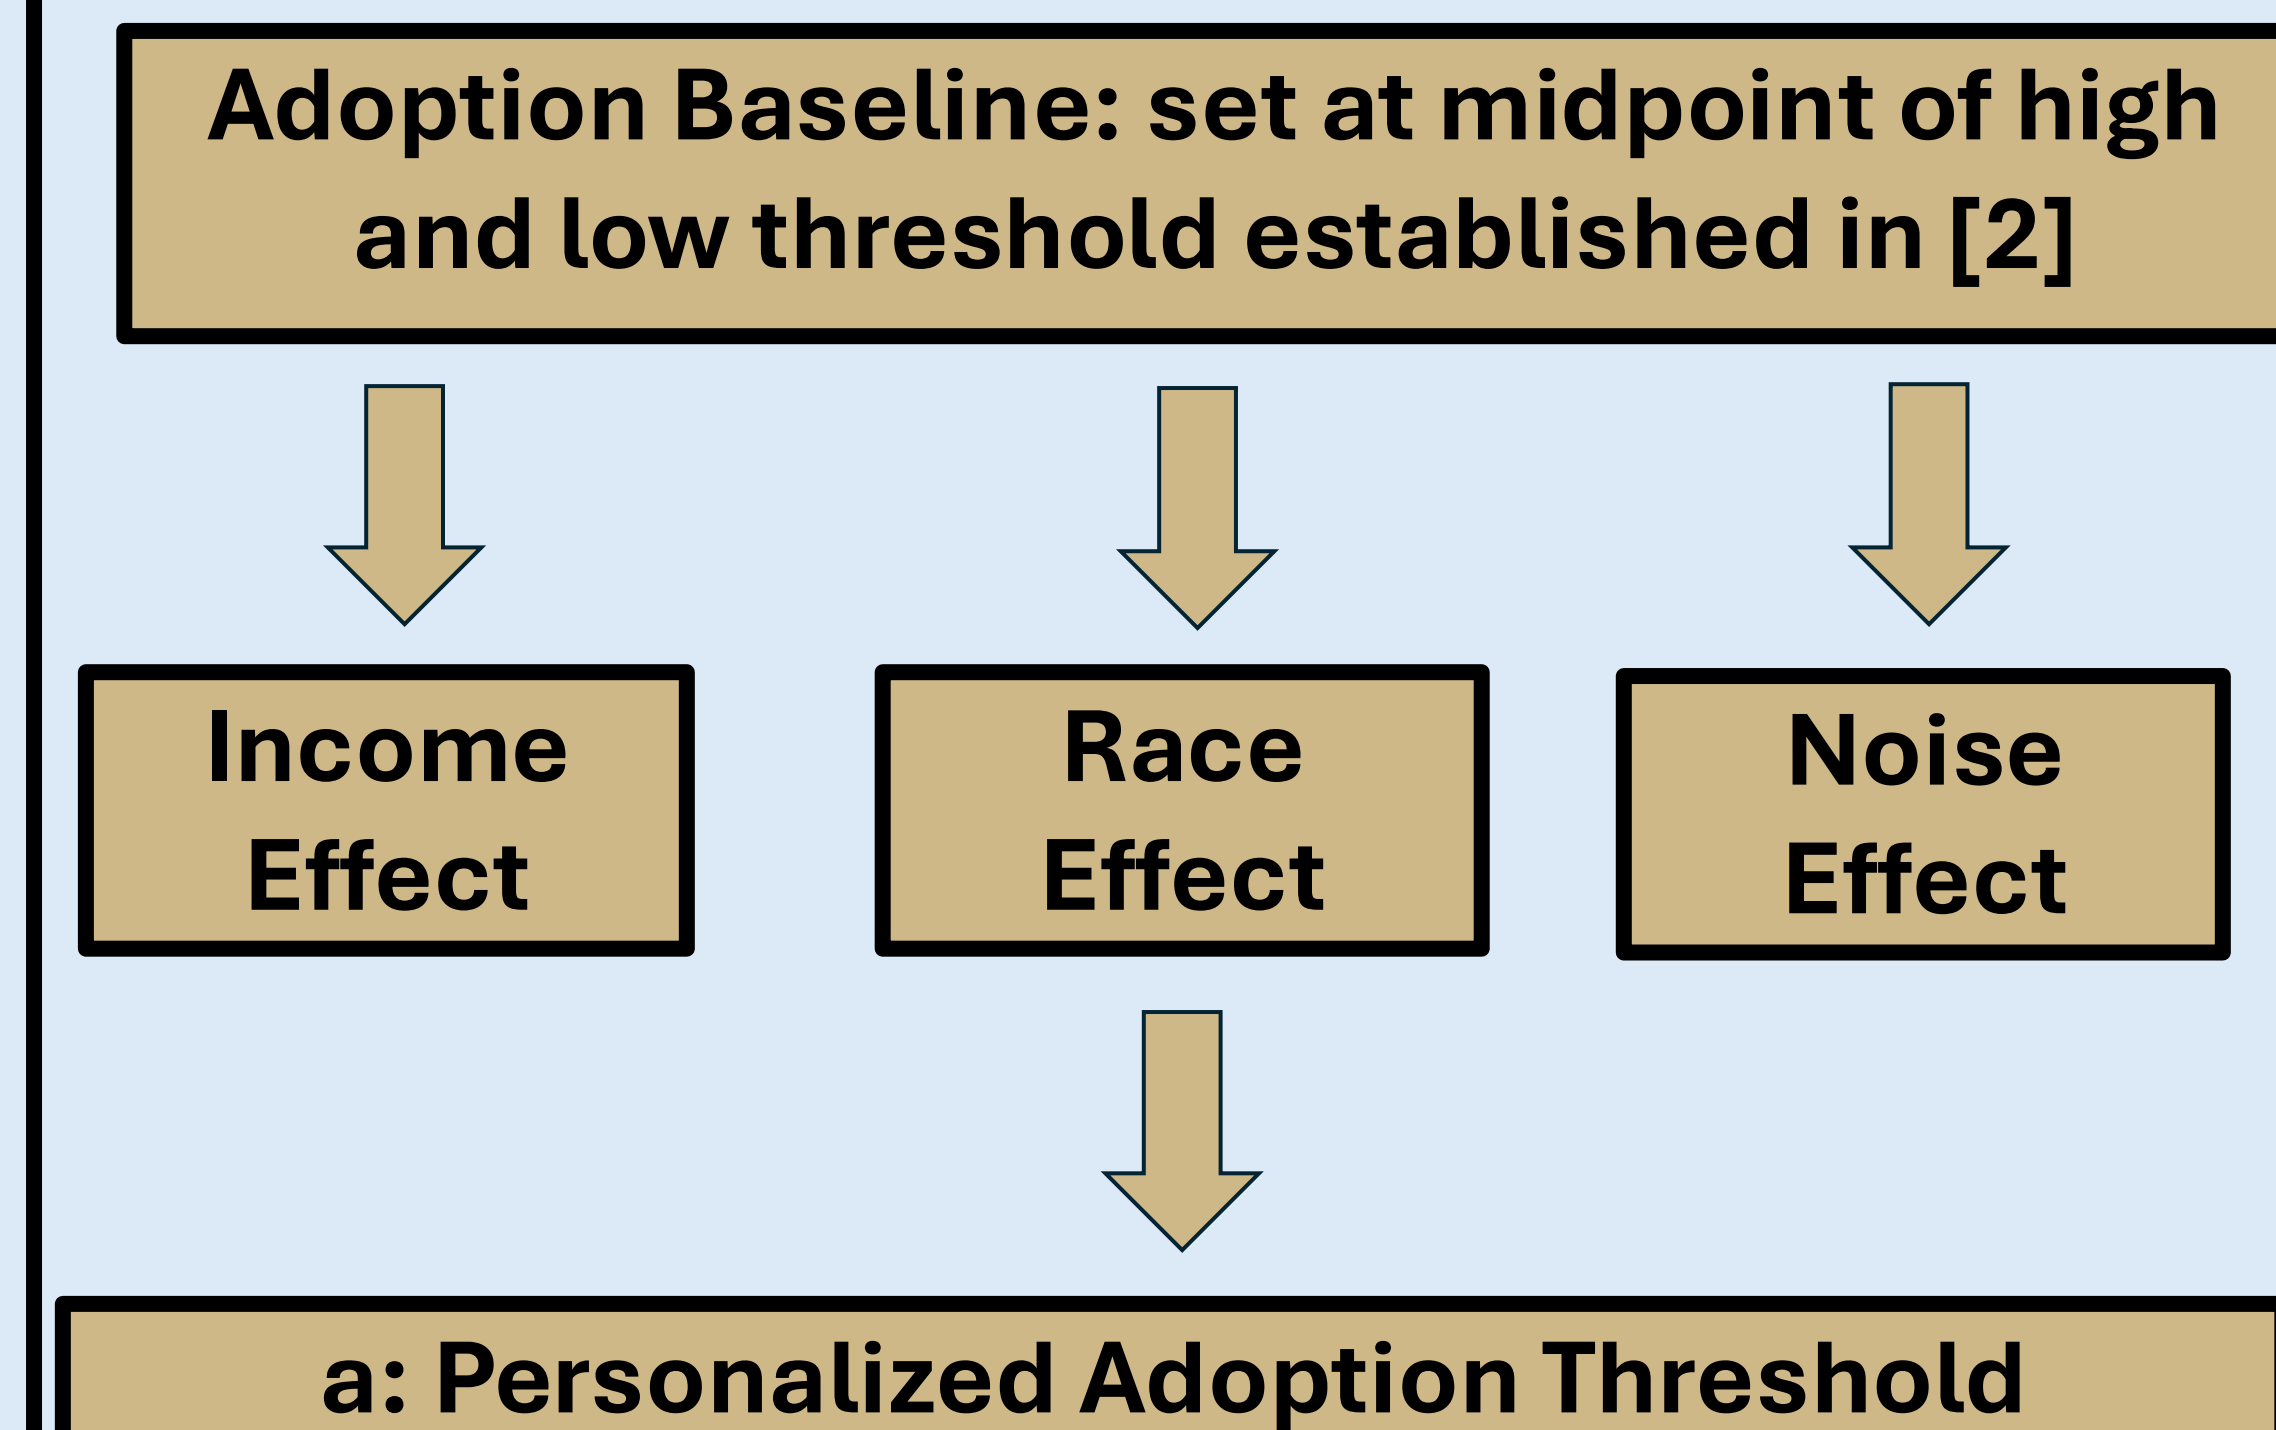 Adoption Baseline: set at midpoint of high
and low threshold established in [2]
Income
Effect
Race
Effect
Noise
Effect
a: Personalized Adoption Threshold